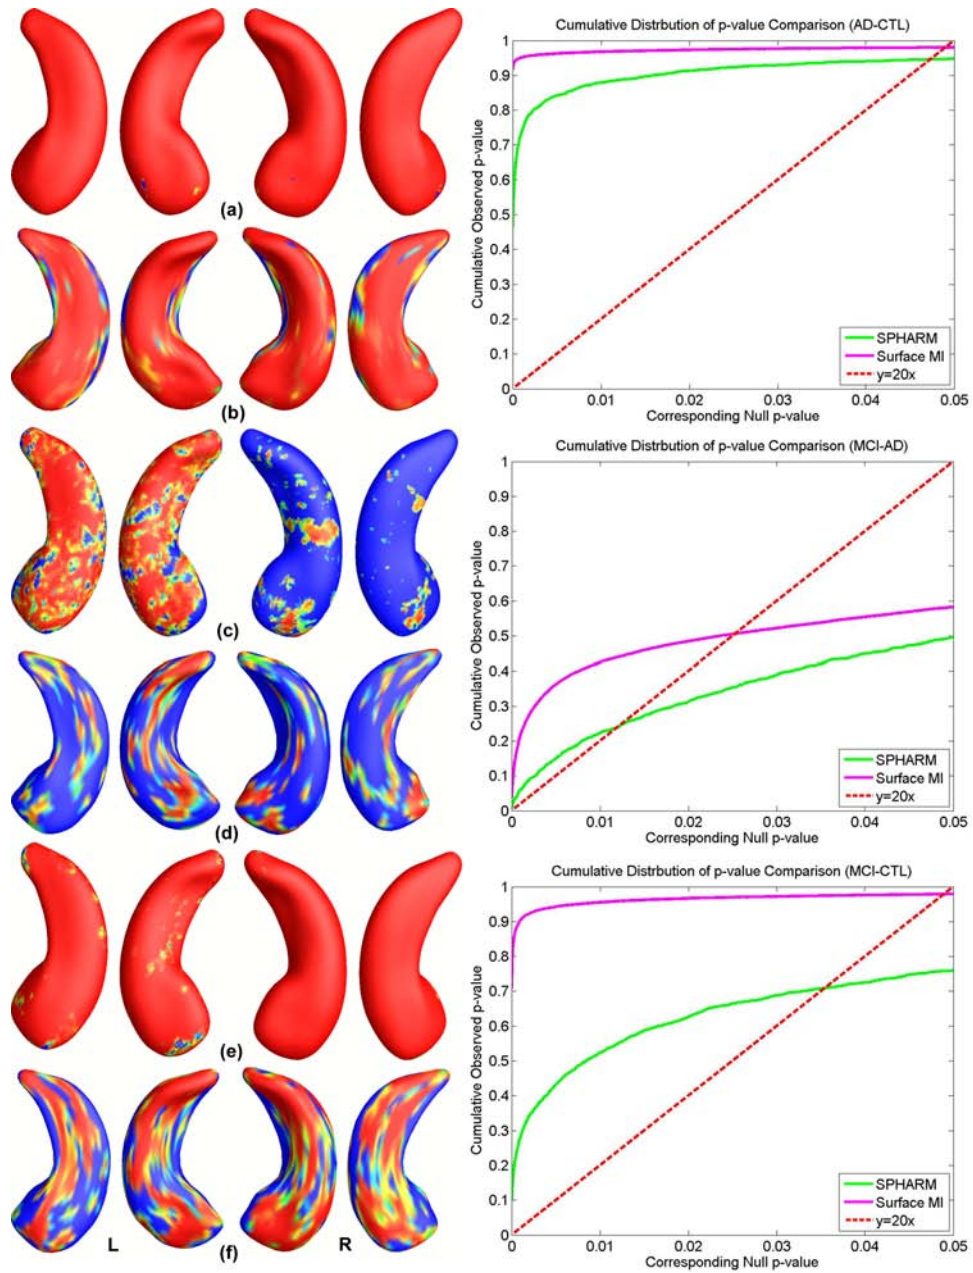 (a)
(b)
(c)
(d)
(e)
(f)
L
R
Cumulative Distrbution of p-value Comparison (AD-CTL)
Cumulative Observed p-value
1
0.9
0.8
0.7
0.6
0.5
0.4
0.3
0.2
0.1
0
0 0.01 0.02 0.03 0.04 0.05
Corresponding Null p-value
SPHARM
Surface MI
y=20x
Cumulative Distrbution of p-value Comparison (MCI-AD)
Cumulative Observed p-value
1
0.9
0.8
0.7
0.6
0.5
0.4
0.3
0.2
0.1
0
0 0.01 0.02 0.03 0.04 0.05
Corresponding Null p-value
SPHARM
Surface MI
y=20x
Cumulative Distrbution of p-value Comparison (MCI-CTL)
Cumulative Observed p-value
1
0.9
0.8
0.7
0.6
0.5
0.4
0.3
0.2
0.1
0
0 0.01 0.02 0.03 0.04 0.05
Corresponding Null p-value
SPHARM
Surface MI
y=20x